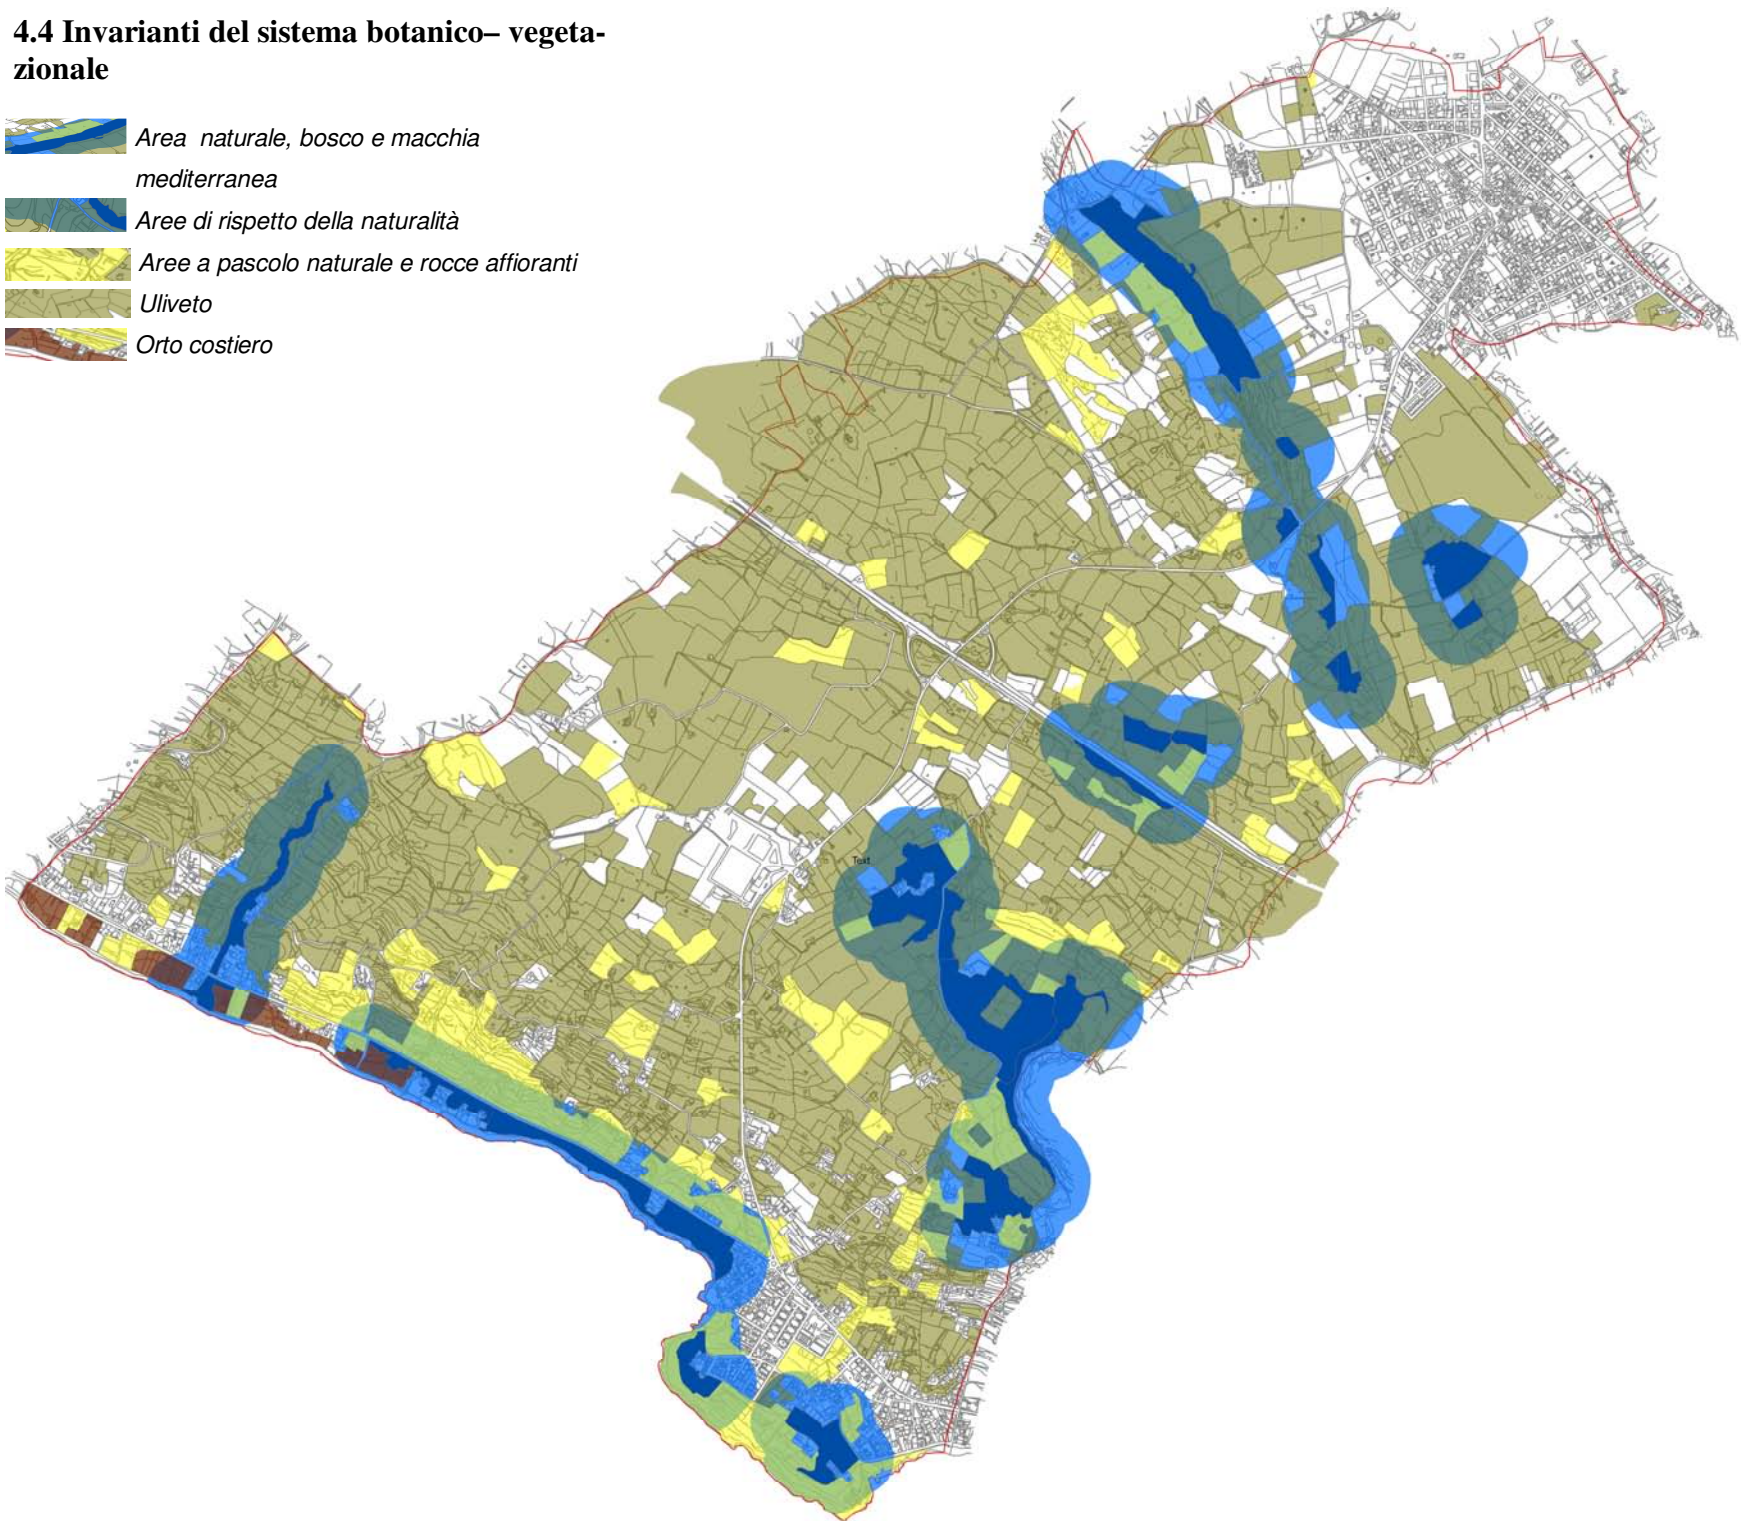 4.4 Invarianti del sistema botanico– vegeta-
zionale
Area naturale, bosco e macchia
mediterranea
Aree di rispetto della naturalità
Aree a pascolo naturale e rocce affioranti
Uliveto
Orto costiero
Text